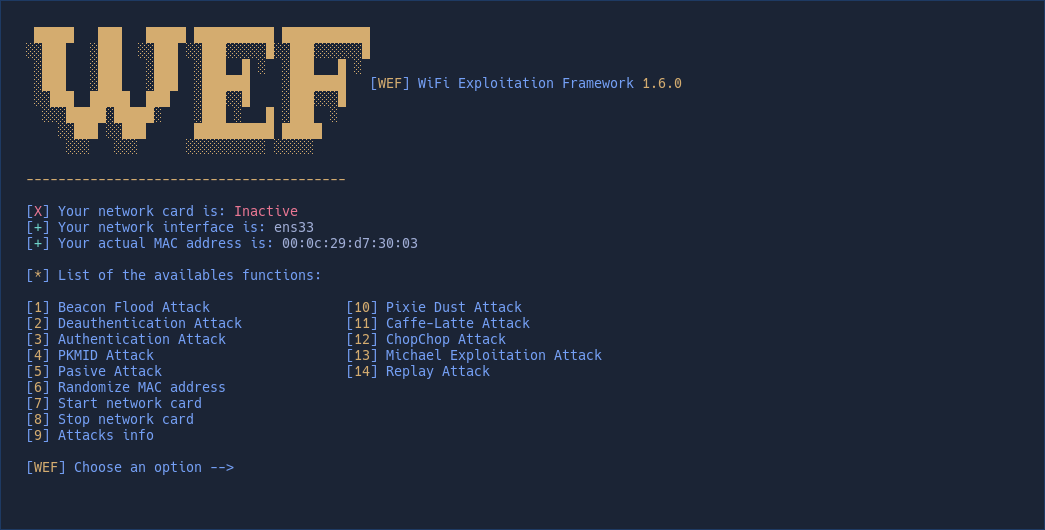 WEF
[WEF] WiFi Exploitation Framework 1.6.0
----------------------------------------
[X] Your network card is: Inactive
[+] Your network interface is: ens33
[+] Your actual MAC address is: 00:0c:29:d7:30:03
[*] List of the availables functions:
[1] Beacon Flood Attack [10] Pixie Dust Attack
[2] Deauthentication Attack [11] Caffe-Latte Attack
[3] Authentication Attack [12] ChopChop Attack
[4] PKMID Attack [13] Michael Exploitation Attack
[5] Pasive Attack [14] Replay Attack
[6] Randomize MAC address
[7] Start network card
[8] Stop network card
[9] Attacks info
[WEF] Choose an option -->